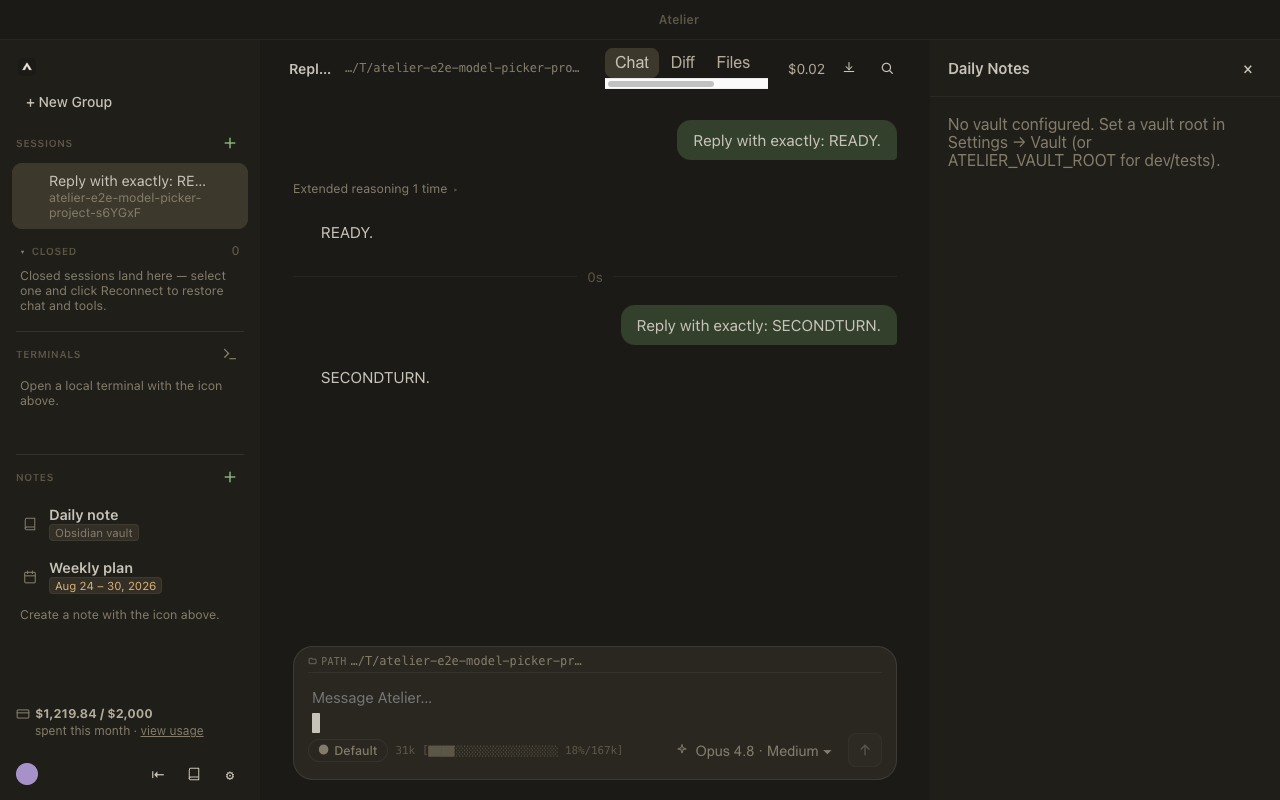 Atelier
+ New Group
SESSIONS
Reply with exactly: RE...
atelier-e2e-model-picker-
project-s6YGxF
CLOSED 0
Closed sessions land here — select
one and click Reconnect to restore
chat and tools.
TERMINALS
Open a local terminal with the icon
above.
NOTES
Daily note
Obsidian vault
Weekly plan
Aug 24 – 30, 2026
Create a note with the icon above.
$1,219.84 / $2,000
spent this month · view usage
Repl... …/T/atelier-e2e-model-picker-pro… Chat Diff Files $0.02
Reply with exactly: READY.
Extended reasoning 1 time
READY.
0s
Reply with exactly: SECONDTURN.
SECONDTURN.
PATH …/T/atelier-e2e-model-picker-pr…
Message Atelier...
Default 31k [ 18%/167k] Opus 4.8 · Medium
Daily Notes
No vault configured. Set a vault root in
Settings → Vault (or
ATELIER_VAULT_ROOT for dev/tests).